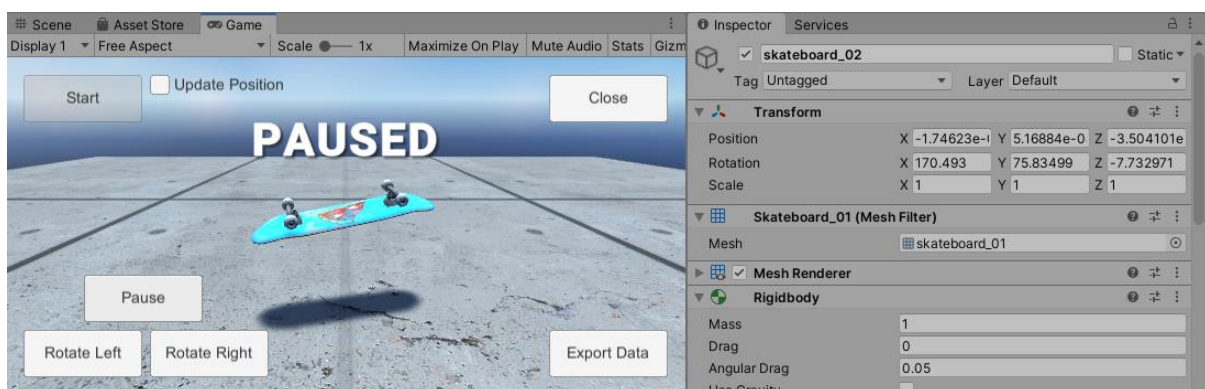 Scene Asset Store Game
Display 1 Free Aspect Scale 1x Maximize On Play Mute Audio Stats Gizm
Start
Update Position
Close
PAUSED
Pause
Rotate Left Rotate Right Export Data
Inspector Services
skateboard_02 Static
Tag Untagged Layer Default
Transform
Position X -1.74623e-( Y 5.16884e-0 Z -3.504101e
Rotation X 170.493 Y 75.83499 Z -7.732971
Scale X 1 Y 1 Z 1
Skateboard_01 (Mesh Filter)
Mesh skateboard_01
Mesh Renderer
Rigidbody
Mass 1
Drag 0
Angular Drag 0.05
Use Gravity